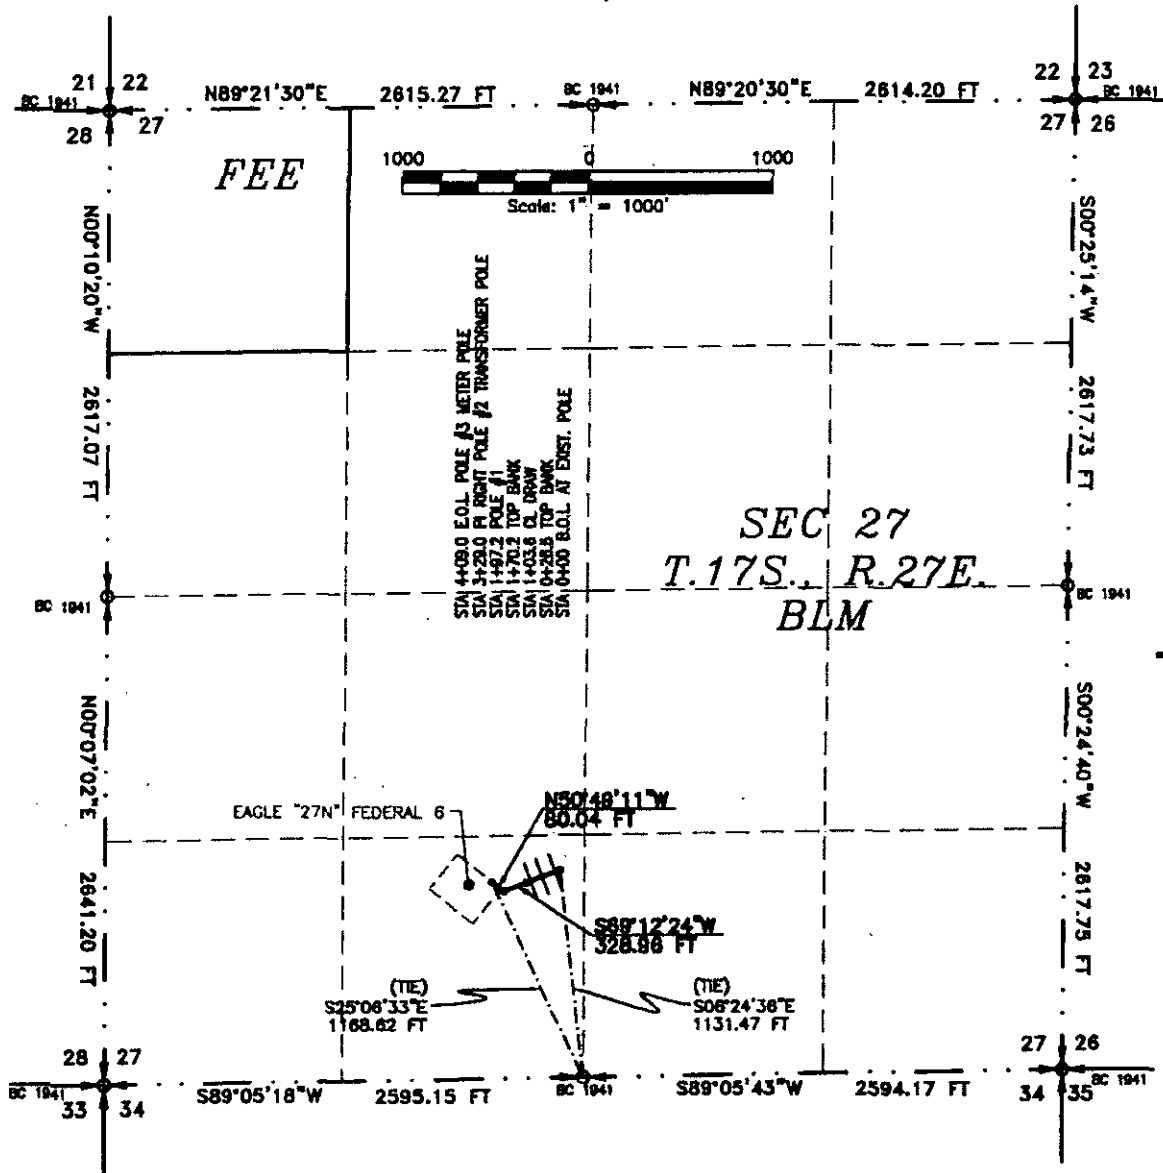 21 22
N89°21'30"E 2615.27 FT
BC 1941
N89°20'30"E 2614.20 FT
22 23
BC 1941
BC 1941
28 27
27 26
FEE
1000 0 1000
Scale: 1" = 1000'
N00°10'20"W
2617.07 FT
S00°25'14"W
2617.73 FT
STA 4+09.0 E.O.L. POLE #3 METER POLE
STA 3+29.0 PI RIGHT POLE #2 TRANSFORMER POLE
STA 1+97.2 POLE #1
STA 1+70.2 TOP BANK
STA 1+03.6 CL DRAW
STA 0+26.5 TOP BANK
STA 0+00 B.O.L. AT EXIST. POLE
SEC 27
T.17S., R.27E.
BLM
BC 1941
BC 1941
N00°07'02"E
2641.20 FT
S00°24'40"W
2617.75 FT
EAGLE "27N" FEDERAL 6
N50°48'11"W
80.04 FT
S69°12'24"W
328.96 FT
(TIE)
S25°06'33"E
1168.62 FT
(TIE)
S06°24'36"E
1131.47 FT
28 27
27 26
BC 1941
S89°05'18"W 2595.15 FT
BC 1941
S89°05'43"W 2594.17 FT
BC 1941
33 34
34 35